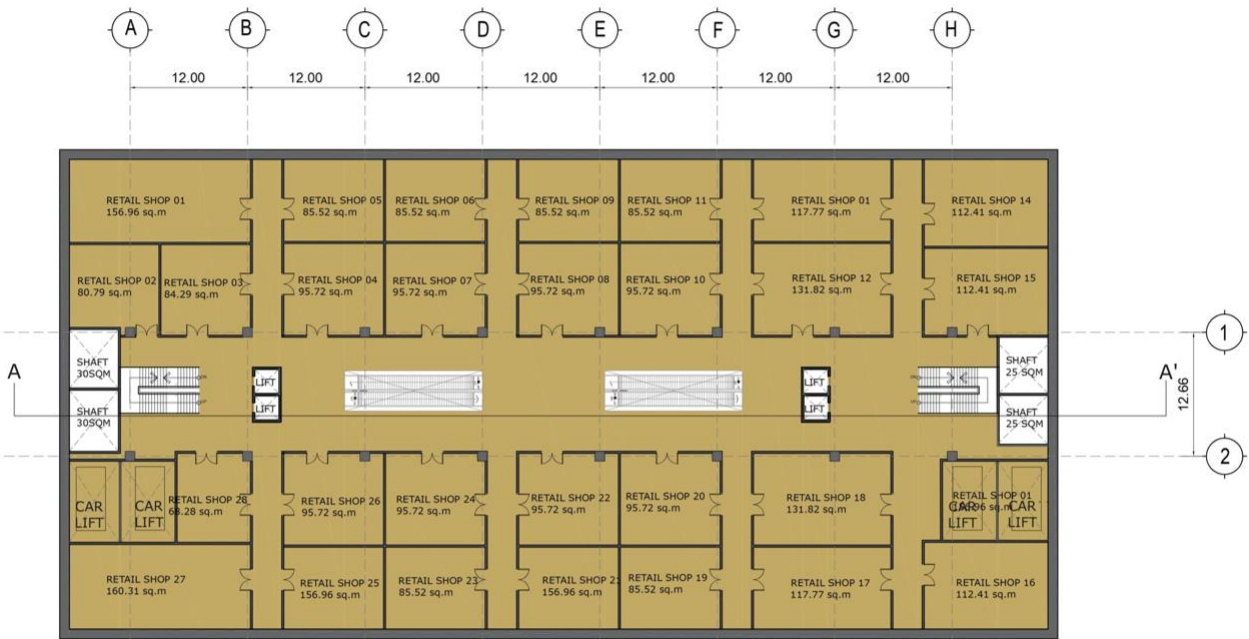 A B C D E F G H
12.00 12.00 12.00 12.00 12.00 12.00 12.00
RETAIL SHOP 01
156.96 sq.m
RETAIL SHOP 05
85.52 sq.m
RETAIL SHOP 06
85.52 sq.m
RETAIL SHOP 09
85.52 sq.m
RETAIL SHOP 11
85.52 sq.m
RETAIL SHOP 01
117.77 sq.m
RETAIL SHOP 14
112.41 sq.m
RETAIL SHOP 02
80.79 sq.m
RETAIL SHOP 03
84.29 sq.m
RETAIL SHOP 04
95.72 sq.m
RETAIL SHOP 07
95.72 sq.m
RETAIL SHOP 08
95.72 sq.m
RETAIL SHOP 10
95.72 sq.m
RETAIL SHOP 12
131.82 sq.m
RETAIL SHOP 15
112.41 sq.m
1
SHAFT
30SQM
SHAFT
25 SQM
A
LIFT
LIFT
A'
12.66
SHAFT
30SQM
LIFT
LIFT
SHAFT
25 SQM
2
CAR
LIFT
CAR
LIFT
RETAIL SHOP 28
68.28 sq.m
RETAIL SHOP 26
95.72 sq.m
RETAIL SHOP 24
95.72 sq.m
RETAIL SHOP 22
95.72 sq.m
RETAIL SHOP 20
95.72 sq.m
RETAIL SHOP 18
131.82 sq.m
RETAIL SHOP 01
CAR
LIFT
CAR
LIFT
RETAIL SHOP 27
160.31 sq.m
RETAIL SHOP 25
156.96 sq.m
RETAIL SHOP 23
85.52 sq.m
RETAIL SHOP 21
156.96 sq.m
RETAIL SHOP 19
85.52 sq.m
RETAIL SHOP 17
117.77 sq.m
RETAIL SHOP 16
112.41 sq.m